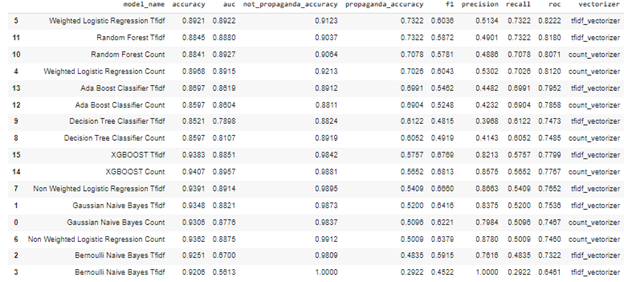 model_name accuracy auc not_propaganda_accuracy propaganda_accuracy f1 precision recall roc vectorizer
5 Weighted Logistic Regression Tfidf 0.8921 0.8922 0.9123 0.7322 0.6036 0.5134 0.7322 0.8222 tfidf_vectorizer
11 Random Forest Tfidf 0.8845 0.8880 0.9037 0.7322 0.5872 0.4901 0.7322 0.8180 tfidf_vectorizer
10 Random Forest Count 0.8841 0.8927 0.9064 0.7078 0.5781 0.4886 0.7078 0.8071 count_vetorizer
4 Weighted Logistic Regression Count 0.8968 0.8915 0.9213 0.7026 0.6043 0.5302 0.7026 0.8120 count_vetorizer
13 Ada Boost Classifier Tfidf 0.8697 0.8619 0.8912 0.6991 0.5462 0.4482 0.6991 0.7952 tfidf_vectorizer
12 Ada Boost Classifier Count 0.8597 0.8604 0.8811 0.6904 0.5248 0.4232 0.6904 0.7858 count_vetorizer
9 Decision Tree Classifier Tfidf 0.8521 0.7898 0.8824 0.6122 0.4815 0.3968 0.6122 0.7473 tfidf_vectorizer
8 Decision Tree Classifier Count 0.8597 0.8107 0.8919 0.6052 0.4919 0.4143 0.6052 0.7485 count_vetorizer
15 XGBOOST Tfidf 0.9383 0.8851 0.9842 0.5757 0.6769 0.8213 0.5757 0.7799 tfidf_vectorizer
14 XGBOOST Count 0.9407 0.8957 0.9881 0.5652 0.6813 0.8575 0.5652 0.7767 count_vetorizer
7 Non Weighted Logistic Regression Tfidf 0.9391 0.8914 0.9895 0.5409 0.6660 0.8663 0.5409 0.7652 tfidf_vectorizer
1 Gaussian Naive Bayes Tfidf 0.9348 0.8821 0.9873 0.5200 0.6416 0.8375 0.5200 0.7536 tfidf_vectorizer
0 Gaussian Naive Bayes Count 0.9305 0.8776 0.9837 0.5096 0.6221 0.7984 0.5096 0.7467 count_vetorizer
6 Non Weighted Logistic Regression Count 0.9362 0.8875 0.9912 0.5009 0.6379 0.8780 0.5009 0.7460 count_vetorizer
2 Bernoulli Naive Bayes Tfidf 0.9251 0.6700 0.9809 0.4835 0.5915 0.7616 0.4835 0.7322 tfidf_vectorizer
3 Bernoulli Naive Bayes Tfidf 0.9206 0.5613 1.0000 0.2922 0.4522 1.0000 0.2922 0.6461 tfidf_vectorizer